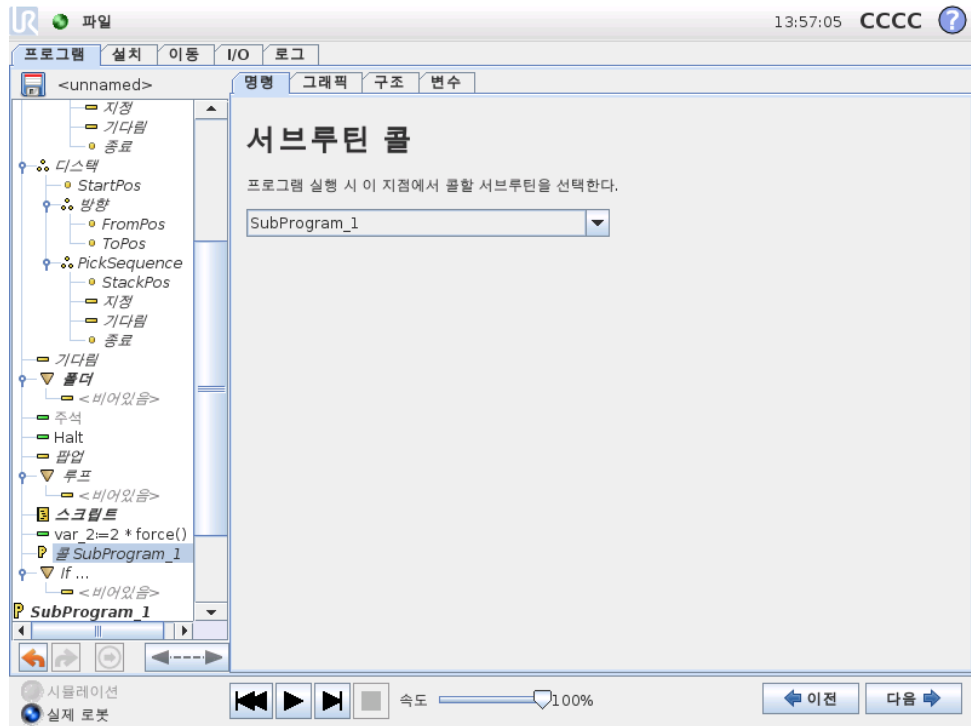 UR 파일 13:57:05 CCCC ?
프로그램 설치 이동 I/O 로그
<unnamed> 명령 그래픽 구조 변수
지정
기다림
종료
디스택
StartPos
방향
FromPos
ToPos
PickSequence
StackPos
지정
기다림
종료
기다림
폴더
<비어있음>
주석
Halt
팝업
루프
<비어있음>
스크립트
var_2:=2 * force()
P 콜 SubProgram_1
If ...
<비어있음>
P SubProgram_1
서브루틴 콜
프로그램 실행 시 이 지점에서 콜할 서브루틴을 선택한다.
SubProgram_1
시뮬레이션
실제 로봇
속도 100%
이전 다음